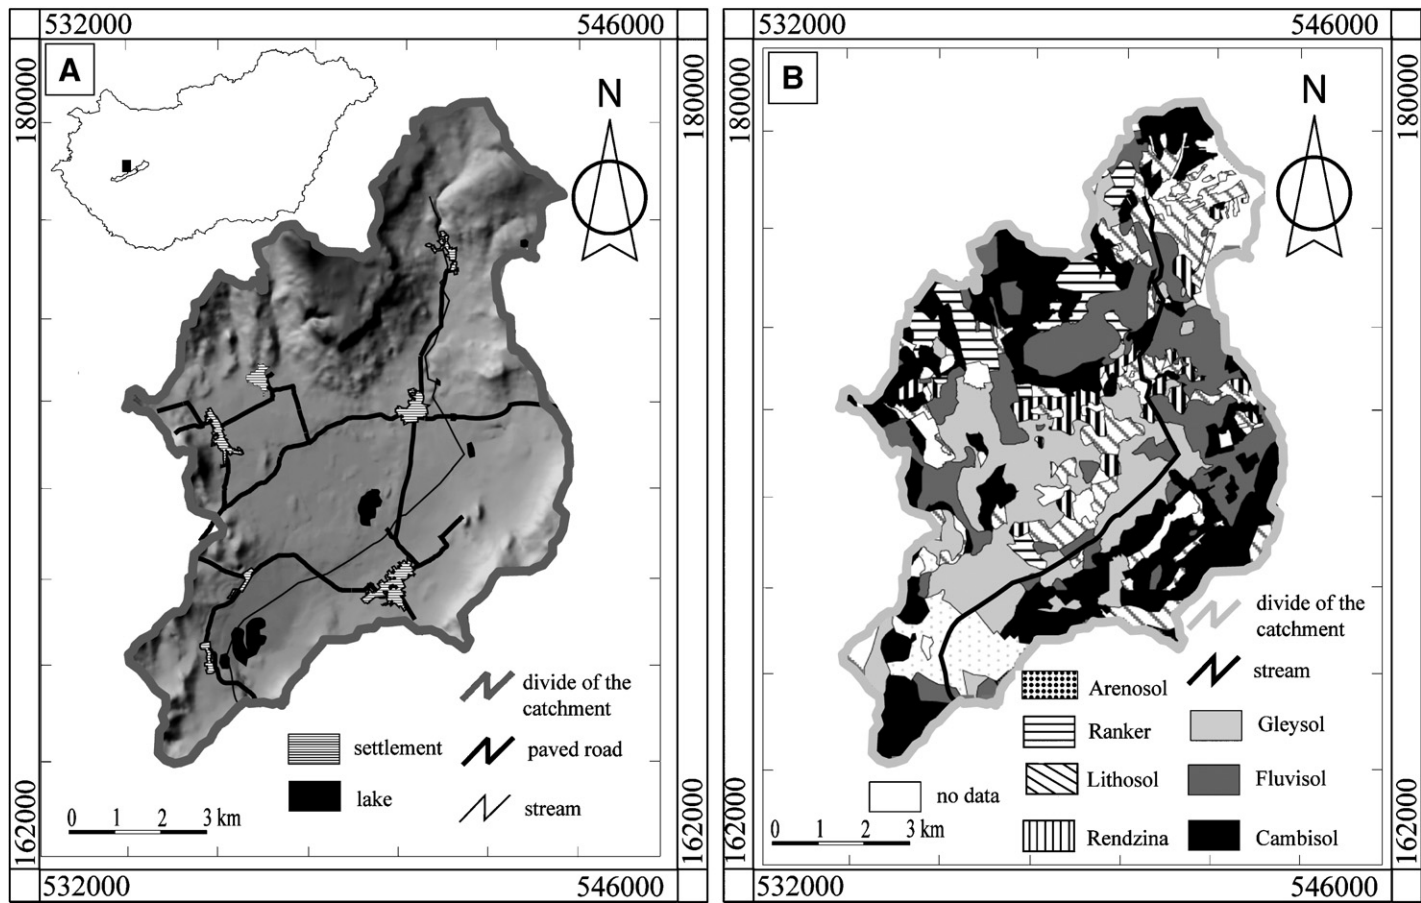 532000
546000
A
N
180000
180000
divide of the
catchment
settlement
paved road
lake
stream
0 1 2 3 km
162000
162000
532000
546000
532000
546000
B
N
180000
180000
divide of the
catchment
stream
Arenosol
Ranker
Gleysol
Lithosol
Fluvisol
no data
Rendzina
Cambisol
0 1 2 3 km
162000
162000
532000
546000